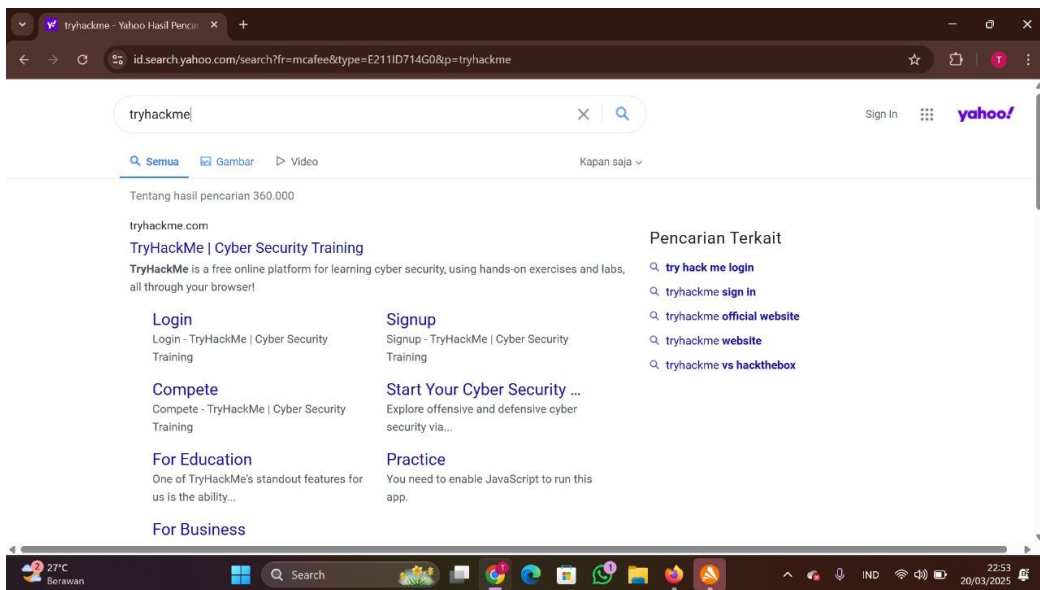 tryhackme - Yahoo Hasil Penca
id.search.yahoo.com/search?fr=mcafee&type=E211ID714G0&p=tryhackme
T
tryhackme
Sign In
yahoo!
Semua
Gambar
Video
Kapan saja
Tentang hasil pencarian 360.000
tryhackme.com
TryHackMe | Cyber Security Training
TryHackMe is a free online platform for learning cyber security, using hands-on exercises and labs,
all through your browser!
Login
Login - TryHackMe | Cyber Security
Training
Signup
Signup - TryHackMe | Cyber Security
Training
Compete
Compete - TryHackMe | Cyber Security
Training
Start Your Cyber Security ...
Explore offensive and defensive cyber
security via...
For Education
One of TryHackMe's standout features for
us is the ability...
Practice
You need to enable JavaScript to run this
app.
For Business
Pencarian Terkait
try hack me login
tryhackme sign in
tryhackme official website
tryhackme website
tryhackme vs hackthebox
2
27°C
Berawan
Search
1
IND
22:53
20/03/2025